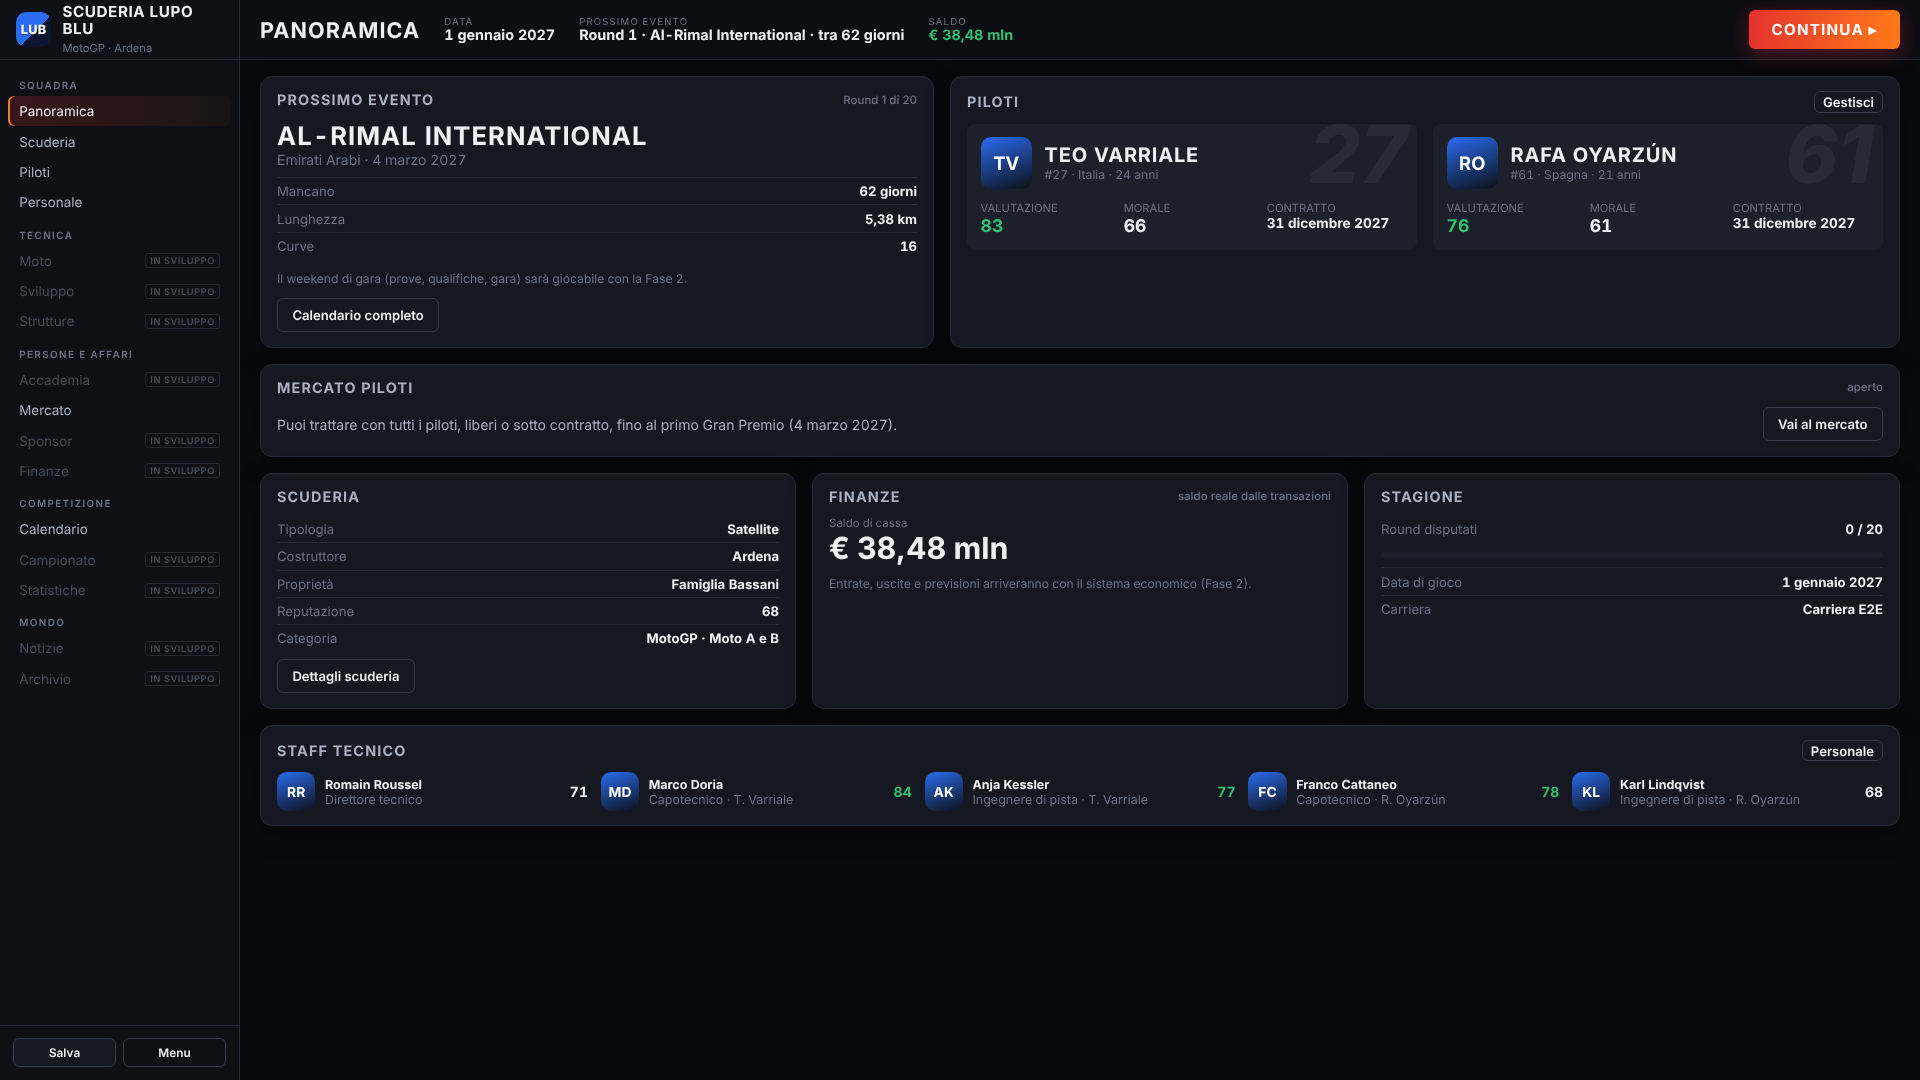 LUB
SCUDERIA LUPO BLU
MotoGP · Ardena
PANORAMICA
DATA
1 gennaio 2027
PROSSIMO EVENTO
Round 1 · Al-Rimal International · tra 62 giorni
SALDO
€ 38,48 mln
CONTINUA ▸
SQUADRA
Panoramica
Scuderia
Piloti
Personale
TECNICA
Moto IN SVILUPPO
Sviluppo IN SVILUPPO
Strutture IN SVILUPPO
PERSONE E AFFARI
Accademia IN SVILUPPO
Mercato
Sponsor IN SVILUPPO
Finanze IN SVILUPPO
COMPETIZIONE
Calendario
Campionato IN SVILUPPO
Statistiche IN SVILUPPO
MONDO
Notizie IN SVILUPPO
Archivio IN SVILUPPO
Salva
Menu
PROSSIMO EVENTO
Round 1 di 20
AL-RIMAL INTERNATIONAL
Emirati Arabi · 4 marzo 2027
Mancano 62 giorni
Lunghezza 5,38 km
Curve 16
Il weekend di gara (prove, qualifiche, gara) sarà giocabile con la Fase 2.
Calendario completo
PILOTI
Gestisci
TV
TEO VARRIALE
#27 · Italia · 24 anni
27
VALUTAZIONE
83
MORALE
66
CONTRATTO
31 dicembre 2027
RO
RAFA OYARZÚN
#61 · Spagna · 21 anni
61
VALUTAZIONE
76
MORALE
61
CONTRATTO
31 dicembre 2027
MERCATO PILOTI
aperto
Puoi trattare con tutti i piloti, liberi o sotto contratto, fino al primo Gran Premio (4 marzo 2027).
Vai al mercato
SCUDERIA
Tipologia Satellite
Costruttore Ardena
Proprietà Famiglia Bassani
Reputazione 68
Categoria MotoGP · Moto A e B
Dettagli scuderia
FINANZE
saldo reale dalle transazioni
Saldo di cassa
€ 38,48 mln
Entrate, uscite e previsioni arriveranno con il sistema economico (Fase 2).
STAGIONE
Round disputati 0 / 20
Data di gioco 1 gennaio 2027
Carriera Carriera E2E
STAFF TECNICO
Personale
RR
Romain Roussel
Direttore tecnico
71
MD
Marco Doria
Capotecnico · T. Varriale
84
AK
Anja Kessler
Ingegnere di pista · T. Varriale
77
FC
Franco Cattaneo
Capotecnico · R. Oyarzún
78
KL
Karl Lindqvist
Ingegnere di pista · R. Oyarzún
68